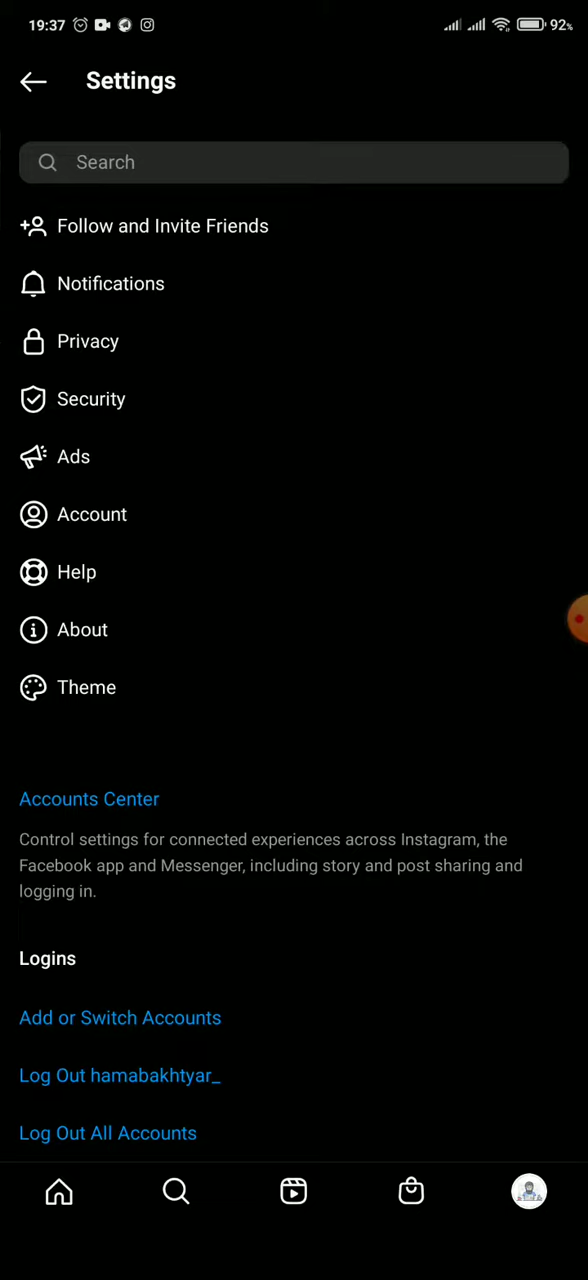 19:37 92%
Settings
Search
Follow and Invite Friends
Notifications
Privacy
Security
Ads
Account
Help
About
Theme
Accounts Center
Control settings for connected experiences across Instagram, the
Facebook app and Messenger, including story and post sharing and
logging in.
Logins
Add or Switch Accounts
Log Out hamabakhtyar_
Log Out All Accounts